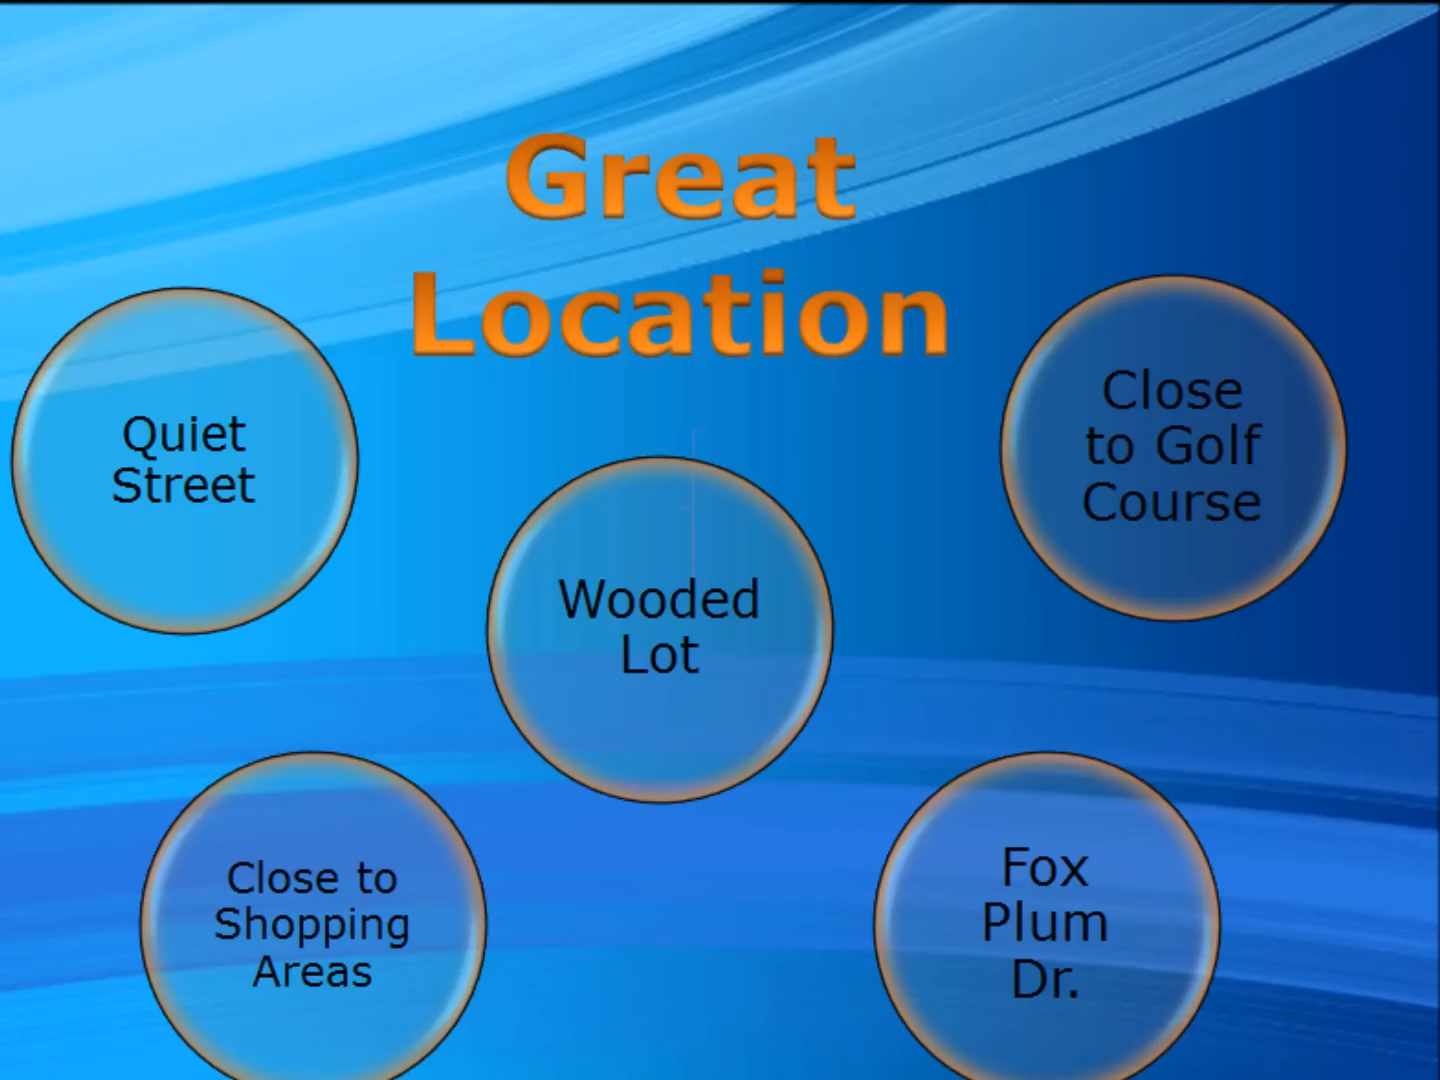 Great
Location
Quiet
Street
Close
to Golf
Course
Wooded
Lot
Close to
Shopping
Areas
Fox
Plum
Dr.